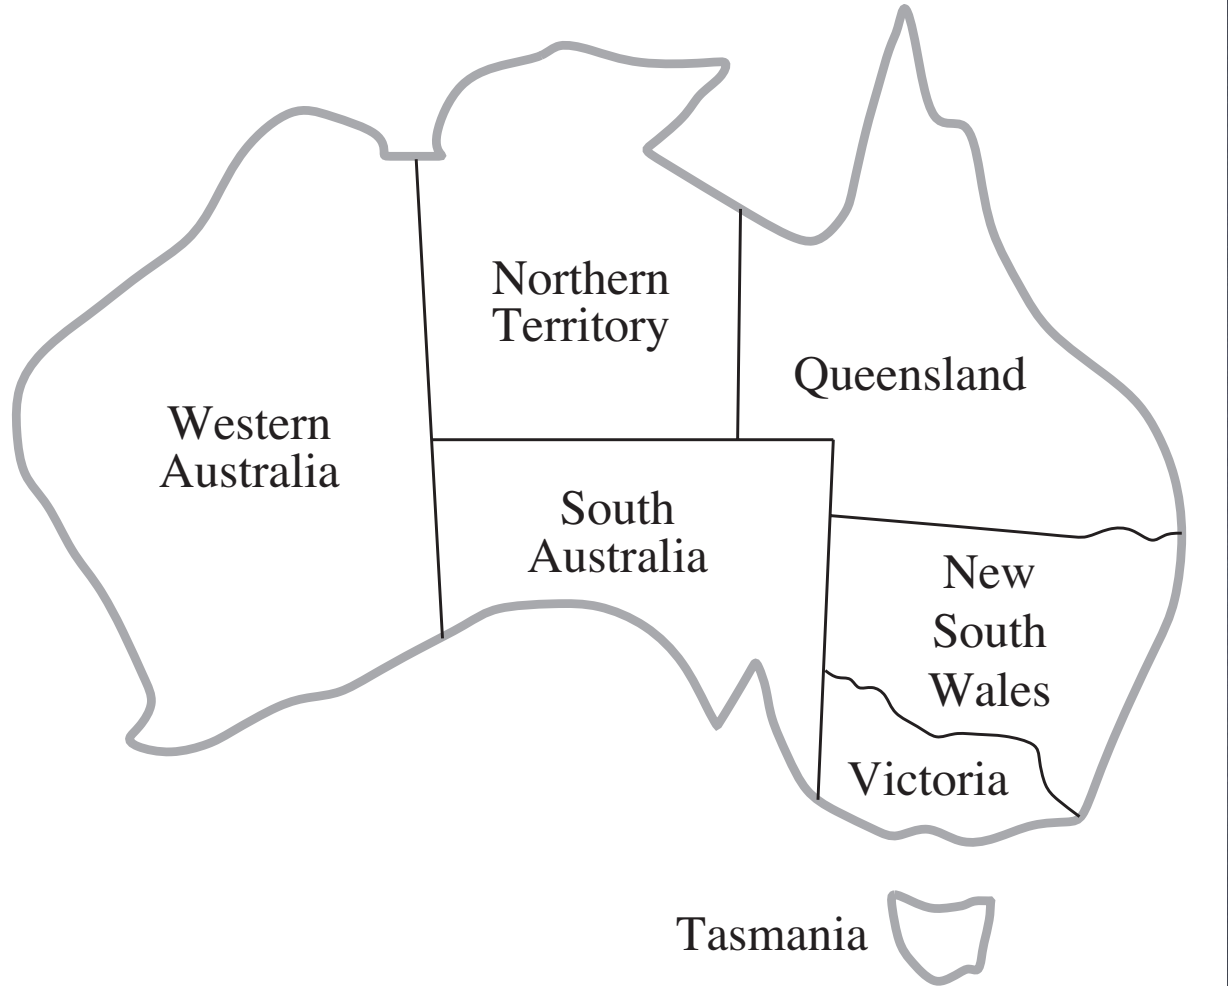 Northern
Territory
Queensland
Western
Australia
South
Australia
New
South
Wales
Victoria
Tasmania